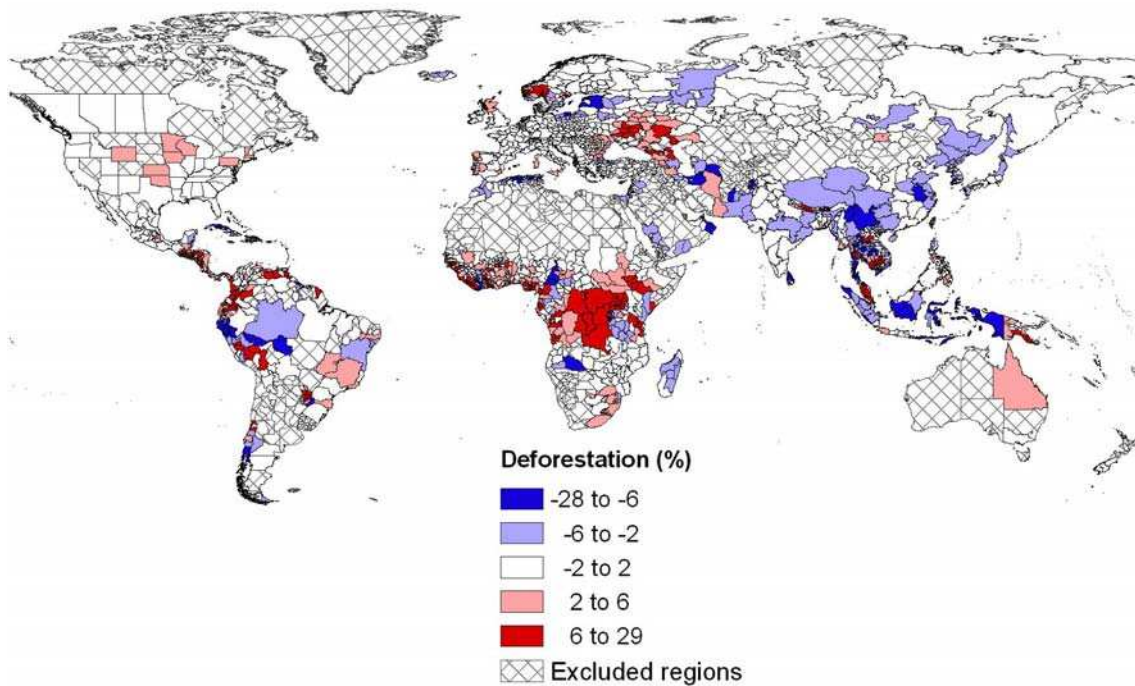 Deforestation (%)
-28 to -6
-6 to -2
-2 to 2
2 to 6
6 to 29
Excluded regions